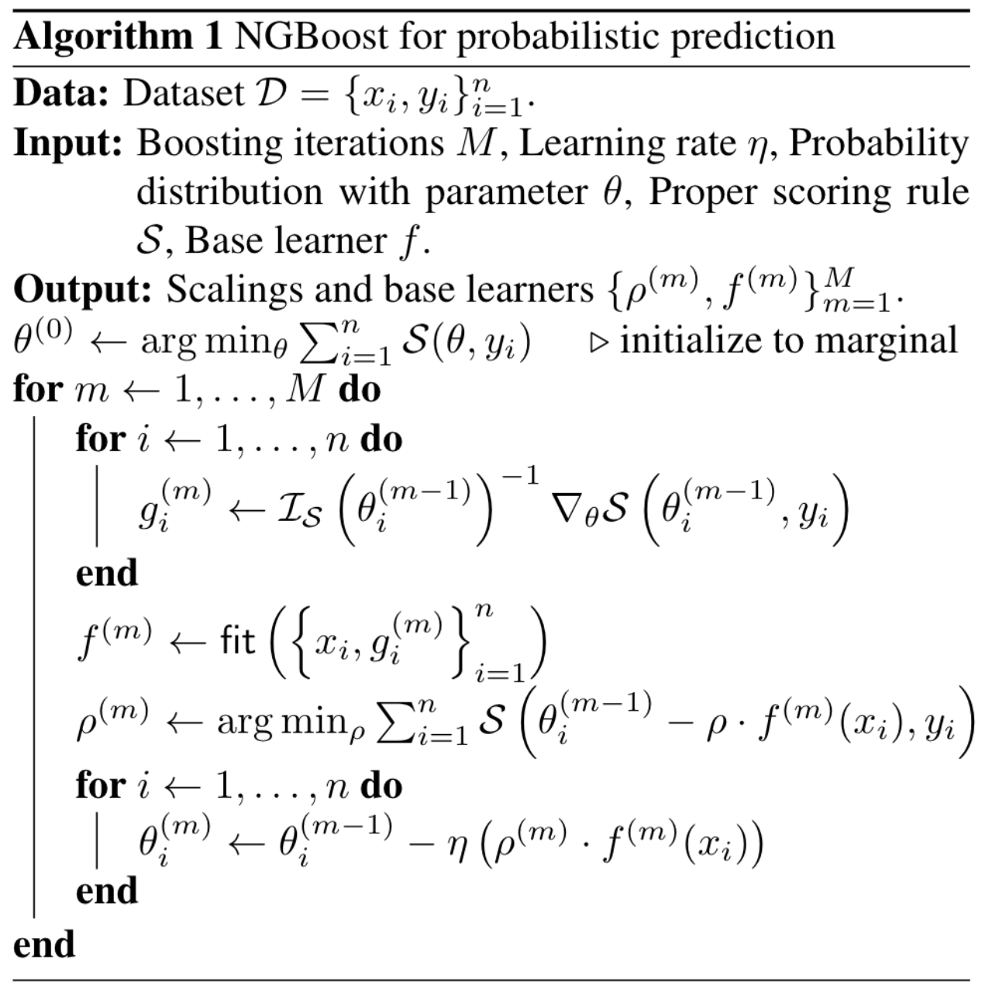 Algorithm 1 NGBoost for probabilistic prediction
Data: Dataset $\mathcal{D} = \{x_i, y_i\}_{i=1}^{n}$.
Input: Boosting iterations $M$, Learning rate $\eta$, Probability
distribution with parameter $\theta$, Proper scoring rule
$\mathcal{S}$, Base learner $f$.
Output: Scalings and base learners $\{\rho^{(m)}, f^{(m)}\}_{m=1}^{M}$.
$\theta^{(0)} \leftarrow \arg\min_{\theta} \sum_{i=1}^{n} \mathcal{S}(\theta, y_i)$ ▷ initialize to marginal
for $m \leftarrow 1, \ldots, M$ do
for $i \leftarrow 1, \ldots, n$ do
$g_i^{(m)} \leftarrow \mathcal{I}_{\mathcal{S}} \left(\theta_i^{(m-1)}\right)^{-1} \nabla_{\theta} \mathcal{S} \left(\theta_i^{(m-1)}, y_i\right)$
end
$f^{(m)} \leftarrow \mathsf{fit} \left(\left\{x_i, g_i^{(m)}\right\}_{i=1}^{n}\right)$
$\rho^{(m)} \leftarrow \arg\min_{\rho} \sum_{i=1}^{n} \mathcal{S} \left(\theta_i^{(m-1)} - \rho \cdot f^{(m)}(x_i), y_i\right)$
for $i \leftarrow 1, \ldots, n$ do
$\theta_i^{(m)} \leftarrow \theta_i^{(m-1)} - \eta \left(\rho^{(m)} \cdot f^{(m)}(x_i)\right)$
end
end